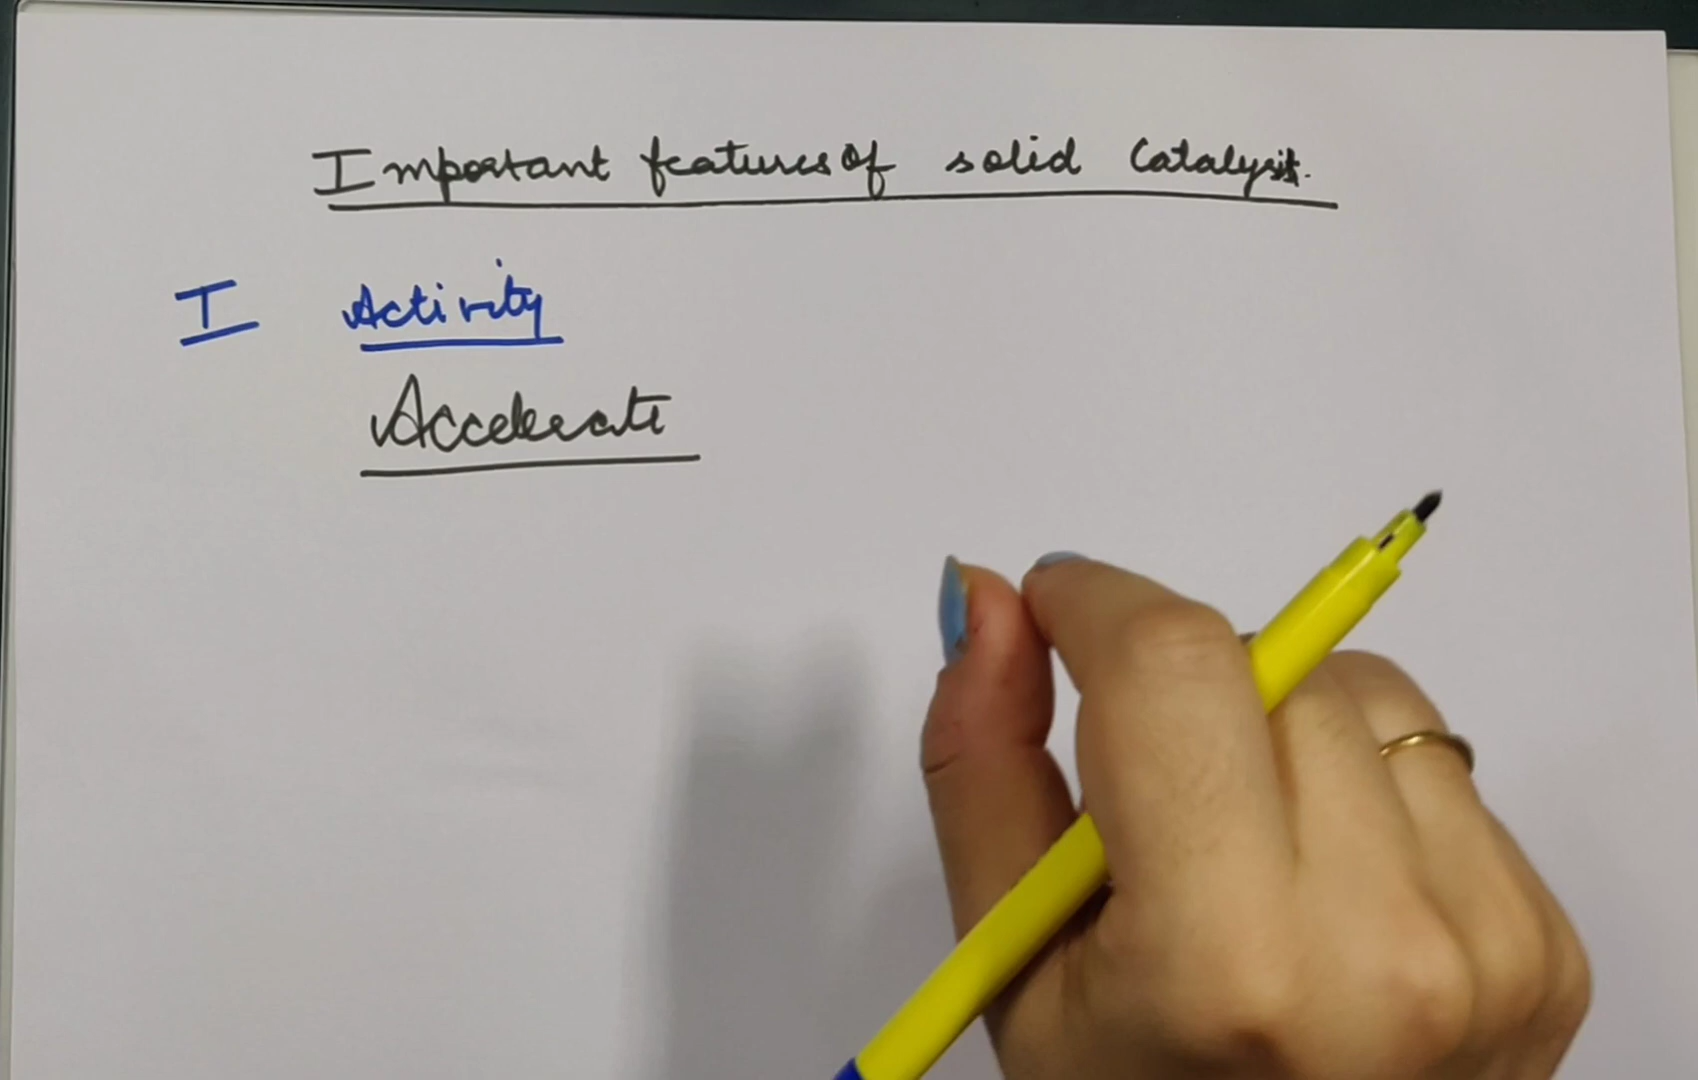 Important features of solid Catalyst.
I Activity
Accelerate